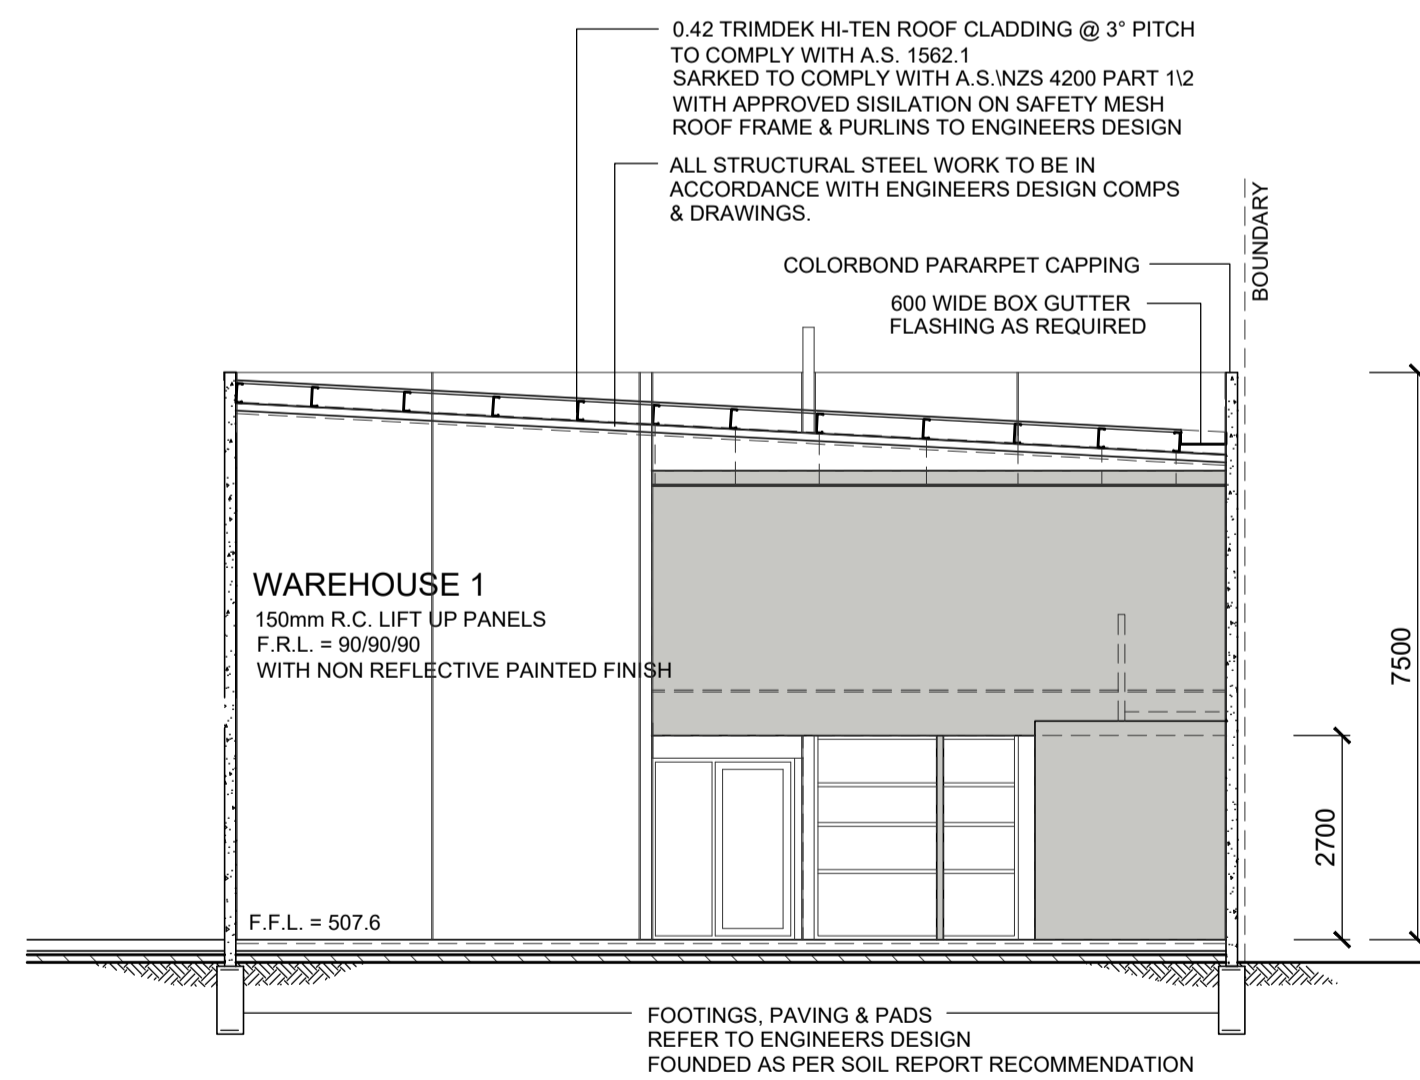 0.42 TRIMDEK HI-TEN ROOF CLADDING @ 3° PITCH
TO COMPLY WITH A.S. 1562.1
SARKED TO COMPLY WITH A.S.\NZS 4200 PART 1\2
WITH APPROVED SISILATION ON SAFETY MESH
ROOF FRAME & PURLINS TO ENGINEERS DESIGN
ALL STRUCTURAL STEEL WORK TO BE IN
ACCORDANCE WITH ENGINEERS DESIGN COMPS
& DRAWINGS.
BOUNDARY
COLORBOND PARARPET CAPPING
600 WIDE BOX GUTTER
FLASHING AS REQUIRED
WAREHOUSE 1
150mm R.C. LIFT UP PANELS
F.R.L. = 90/90/90
WITH NON REFLECTIVE PAINTED FINISH
7500
2700
F.F.L. = 507.6
FOOTINGS, PAVING & PADS
REFER TO ENGINEERS DESIGN
FOUNDED AS PER SOIL REPORT RECOMMENDATION